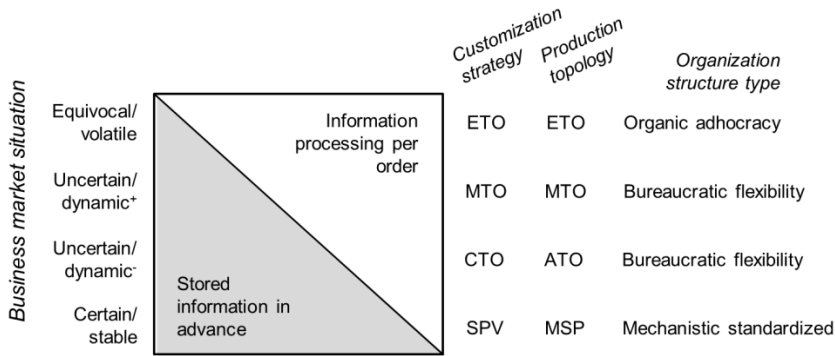 Customization
strategy
Production
topology
Organization
structure type
Business market situation
Equivocal/
volatile
Information
processing per
order
ETO
ETO
Organic adhocracy
Uncertain/
dynamic⁺
MTO
MTO
Bureaucratic flexibility
Uncertain/
dynamic⁻
CTO
ATO
Bureaucratic flexibility
Stored
information in
advance
Certain/
stable
SPV
MSP
Mechanistic standardized